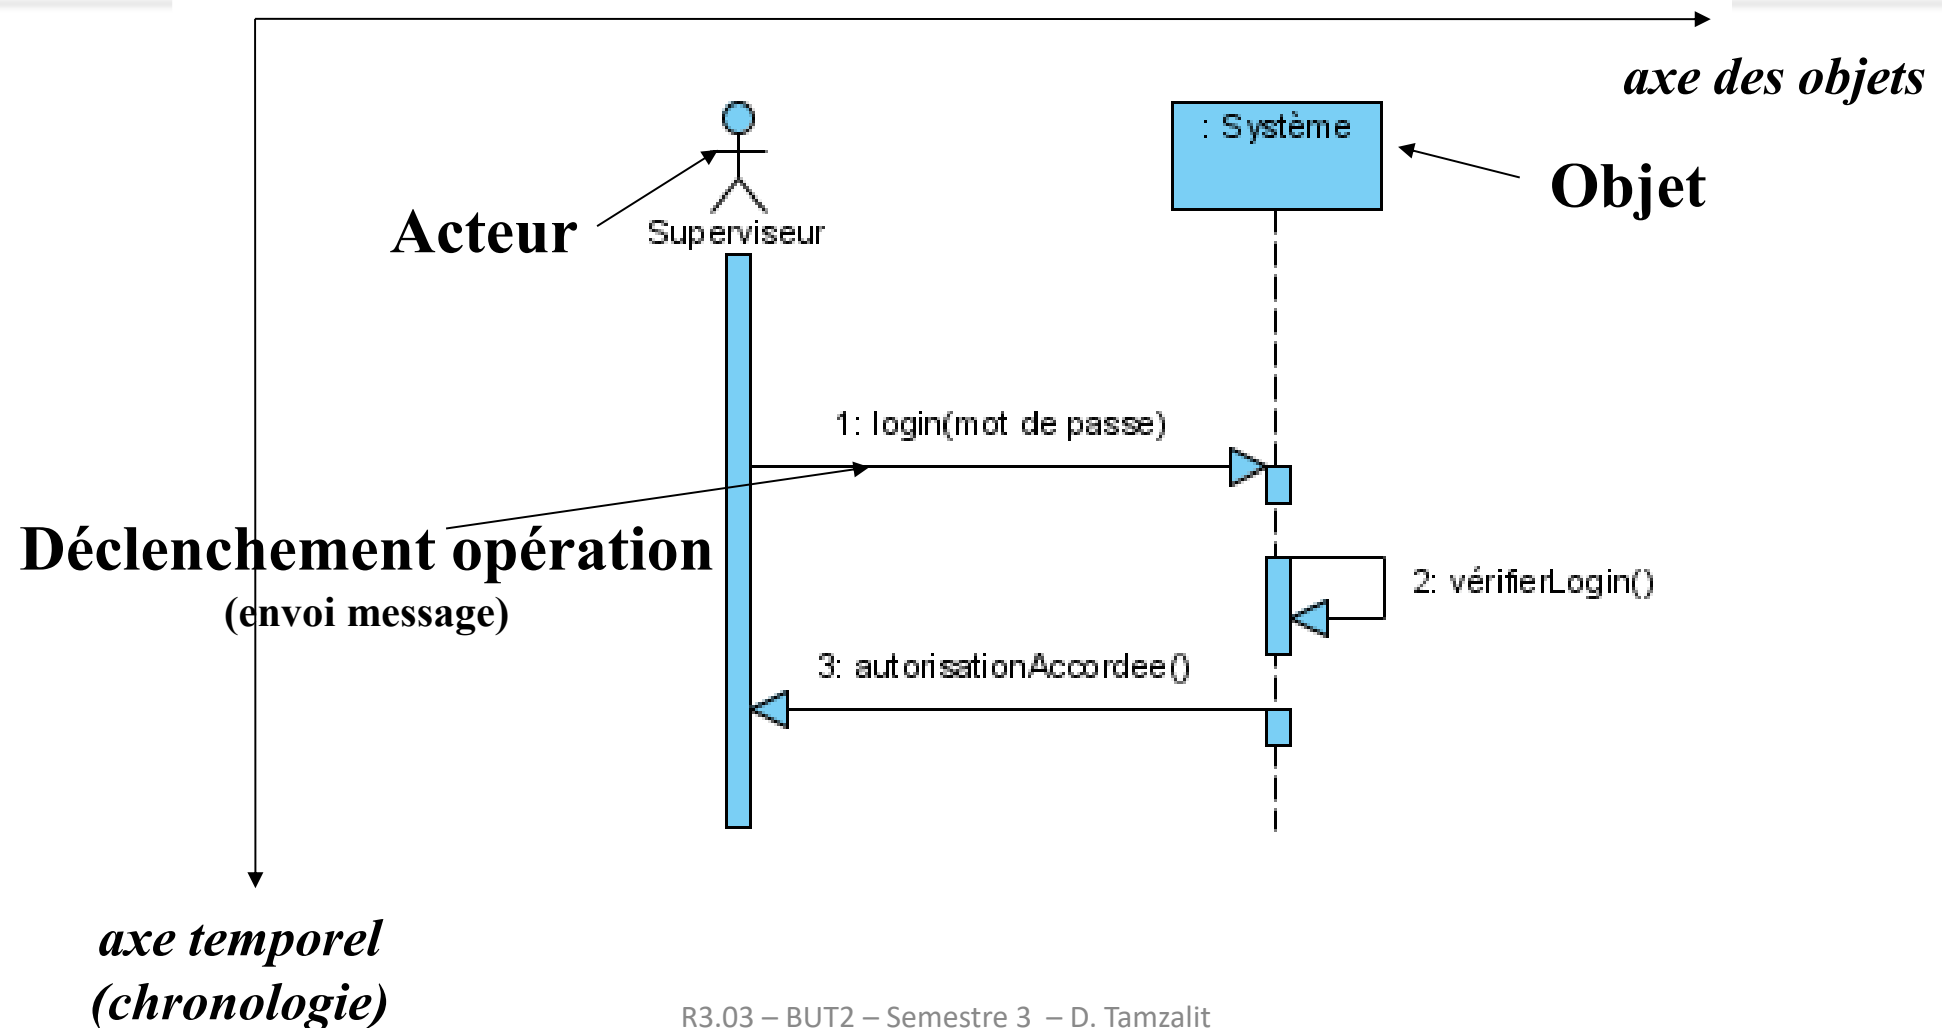 axe des objets
: Système
Objet
Acteur
Superviseur
1: login(mot de passe)
Déclenchement opération
(envoi message)
2: vérifierLogin()
3: autorisationAccordee()
axe temporel
(chronologie)
R3.03 – BUT2 – Semestre 3 – D. Tamzalit